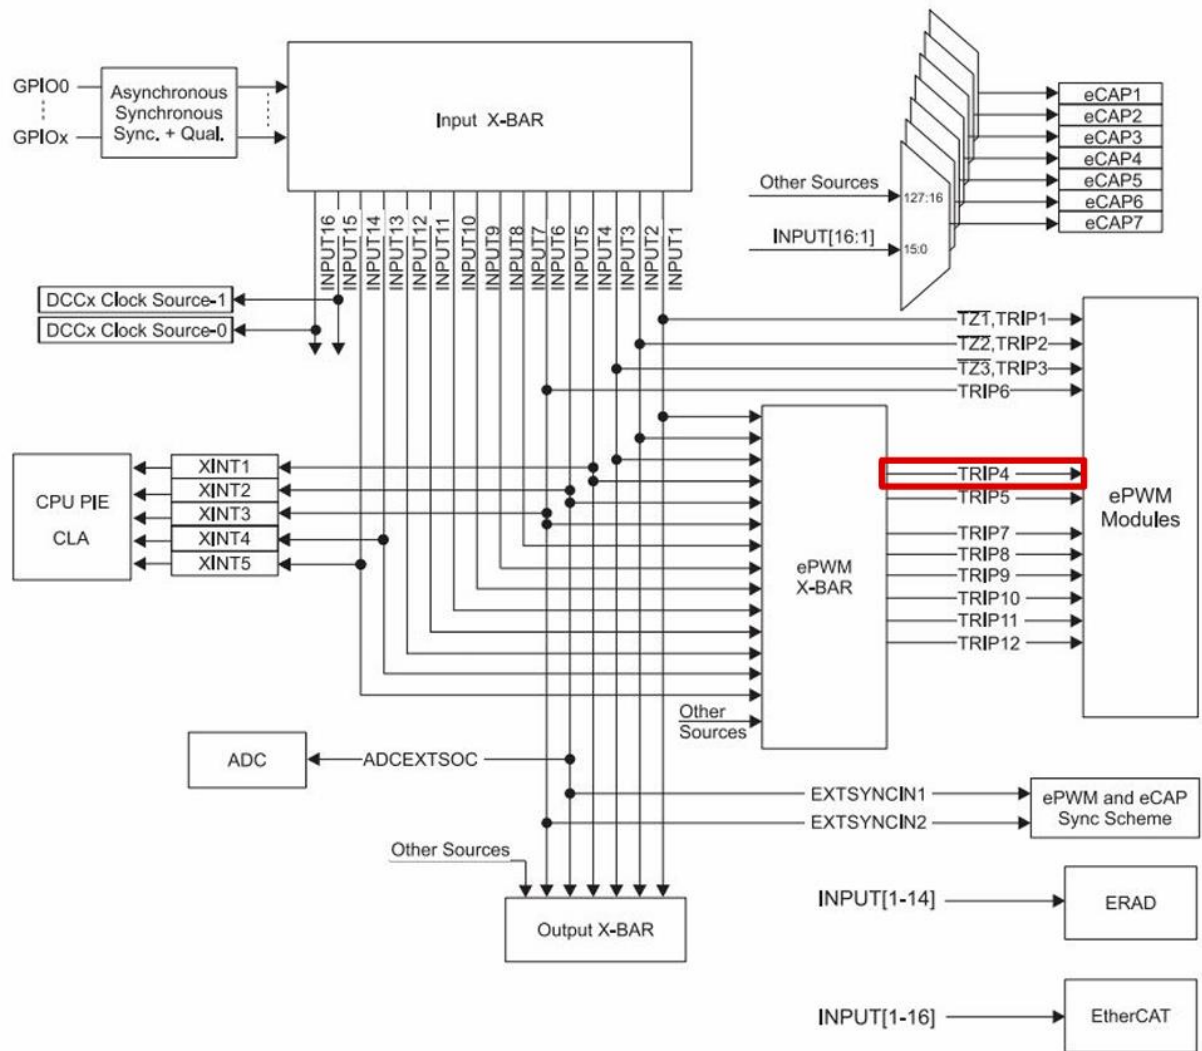 GPIO0
GPIOx
Asynchronous
Synchronous
Sync. + Qual.
Input X-BAR
INPUT16
INPUT15
INPUT14
INPUT13
INPUT12
INPUT11
INPUT10
INPUT9
INPUT8
INPUT7
INPUT6
INPUT5
INPUT4
INPUT3
INPUT2
INPUT1
Other Sources
INPUT[16:1]
127:16
15:0
eCAP1
eCAP2
eCAP3
eCAP4
eCAP5
eCAP6
eCAP7
DCCx Clock Source-1
DCCx Clock Source-0
TZ1,TRIP1
TZ2,TRIP2
TZ3,TRIP3
TRIP6
CPU PIE
CLA
XINT1
XINT2
XINT3
XINT4
XINT5
ePWM
X-BAR
Other
Sources
TRIP4
TRIP5
TRIP7
TRIP8
TRIP9
TRIP10
TRIP11
TRIP12
ePWM
Modules
ADC
ADCEXTSOC
EXTSYNCIN1
EXTSYNCIN2
ePWM and eCAP
Sync Scheme
Other Sources
Output X-BAR
INPUT[1-14]
ERAD
INPUT[1-16]
EtherCAT